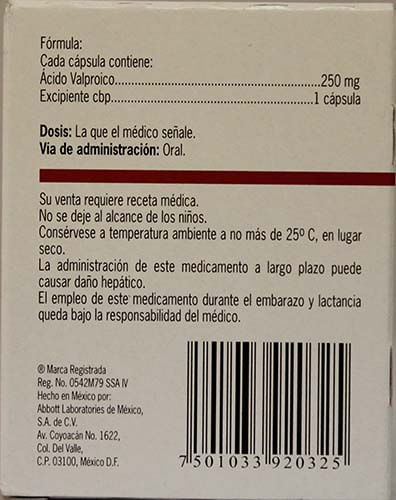 Fórmula:
Cada cápsula contiene:
Ácido Valproico..................................................250 mg
Excipiente cbp..................................................1 cápsula
Dosis: La que el médico señale.
Vía de administración: Oral.
Su venta requiere receta médica.
No se deje al alcance de los niños.
Consérvese a temperatura ambiente a no más de 25º C, en lugar
seco.
La administración de este medicamento a largo plazo puede
causar daño hepático.
El empleo de este medicamento durante el embarazo y lactancia
queda bajo la responsabilidad del médico.
® Marca Registrada
Reg. No. 0542M79 SSA IV
Hecho en México por:
Abbott Laboratories de México,
S.A. de C.V.
Av. Coyoacán No. 1622,
Col. Del Valle,
C.P. 03100, México D.F.
7 501033 920325